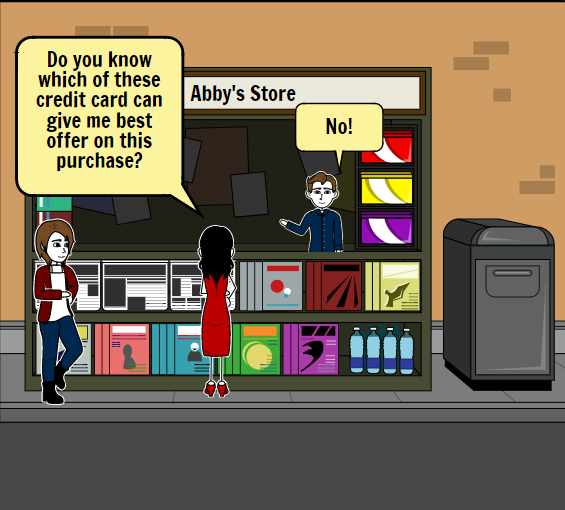 Do you know
which of these
credit card can
give me best
offer on this
purchase?
Abby's Store
No!